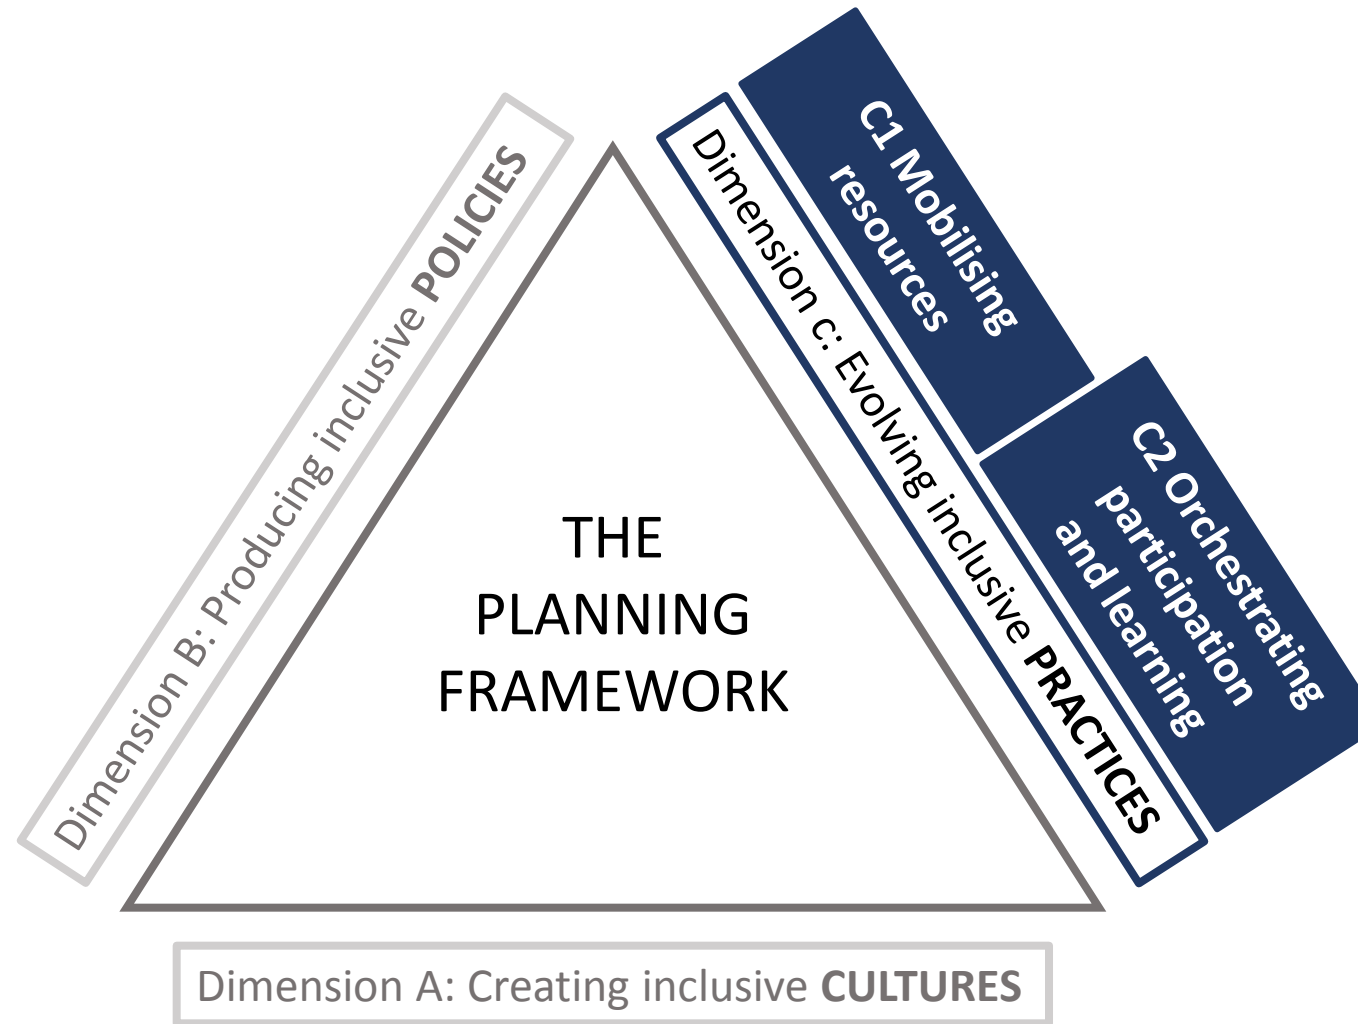 Dimension B: Producing inclusive POLICIES
THE
PLANNING
FRAMEWORK
Dimension c: Evolving inclusive PRACTICES
C1 Mobilising
resources
C2 Orchestrating
participation
and learning
Dimension A: Creating inclusive CULTURES